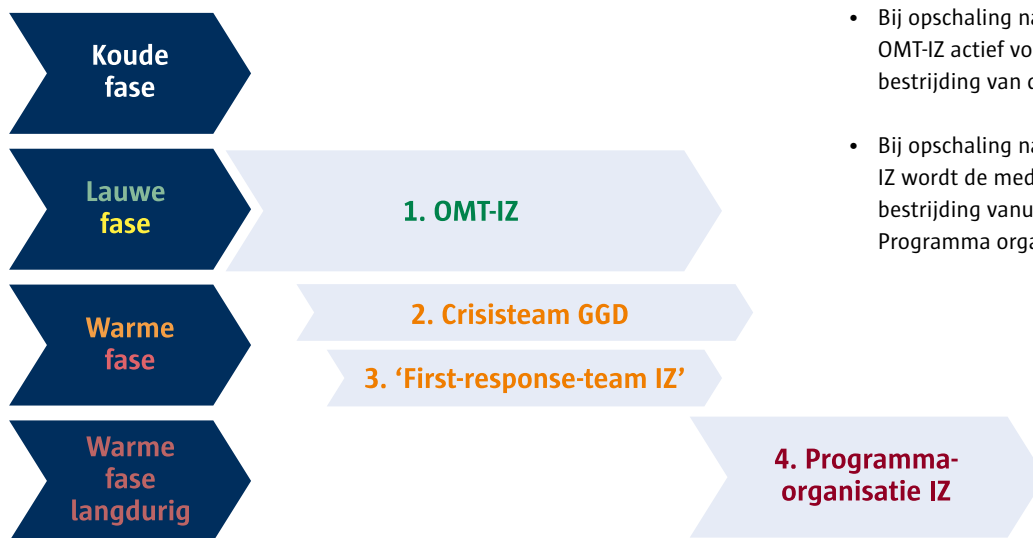 Koude
fase
Lauwe
fase
1. OMT-IZ
Warme
fase
2. Crisisteam GGD
3. ‘First-response-team IZ’
Warme
fase
langdurig
4. Programma-
organisatie IZ
• Bij opschaling
OMT-IZ actief
bestrijding van
• Bij opschaling
IZ wordt de
bestrijding
Programma